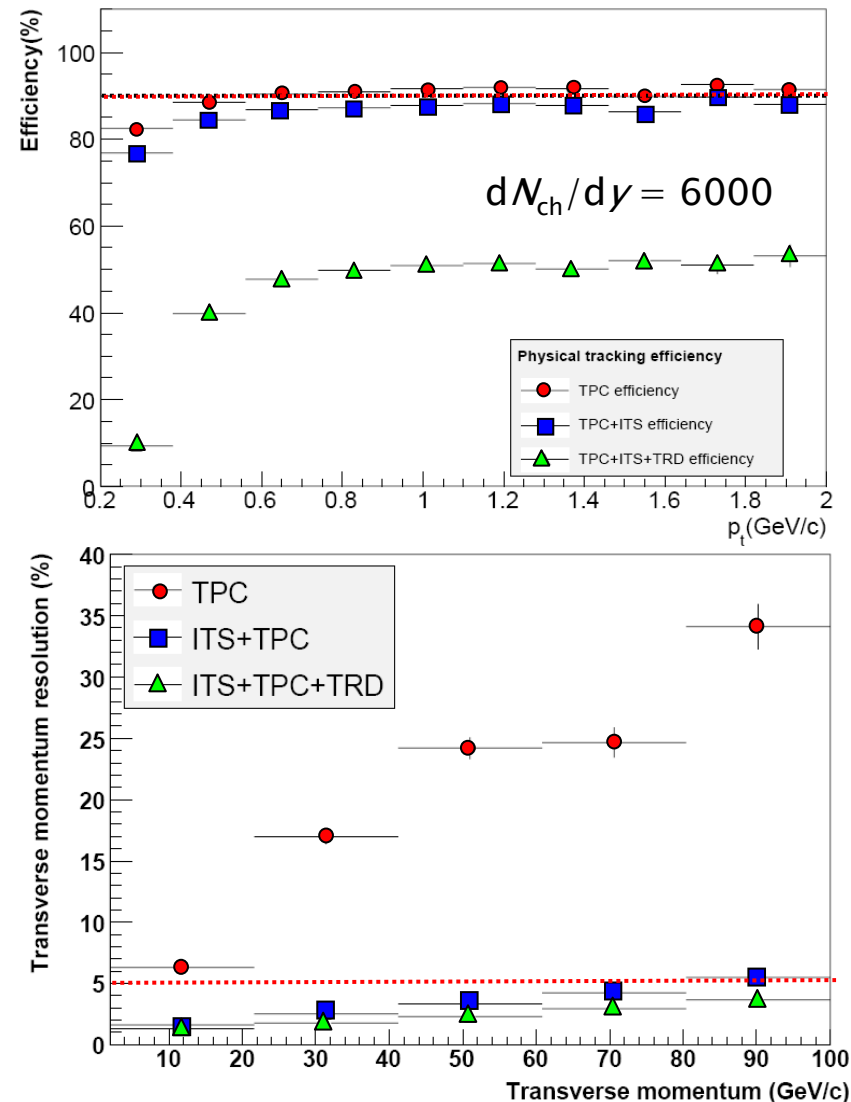 Efficiency(%)
100
80
60
40
20
0
dNch/dy = 6000
Physical tracking efficiency
TPC efficiency
TPC+ITS efficiency
TPC+ITS+TRD efficiency
0.2 0.4 0.6 0.8 1 1.2 1.4 1.6 1.8 2
pt(GeV/c)
Transverse momentum resolution (%)
40
35
30
25
20
15
10
5
0
TPC
ITS+TPC
ITS+TPC+TRD
10 20 30 40 50 60 70 80 90 100
Transverse momentum (GeV/c)